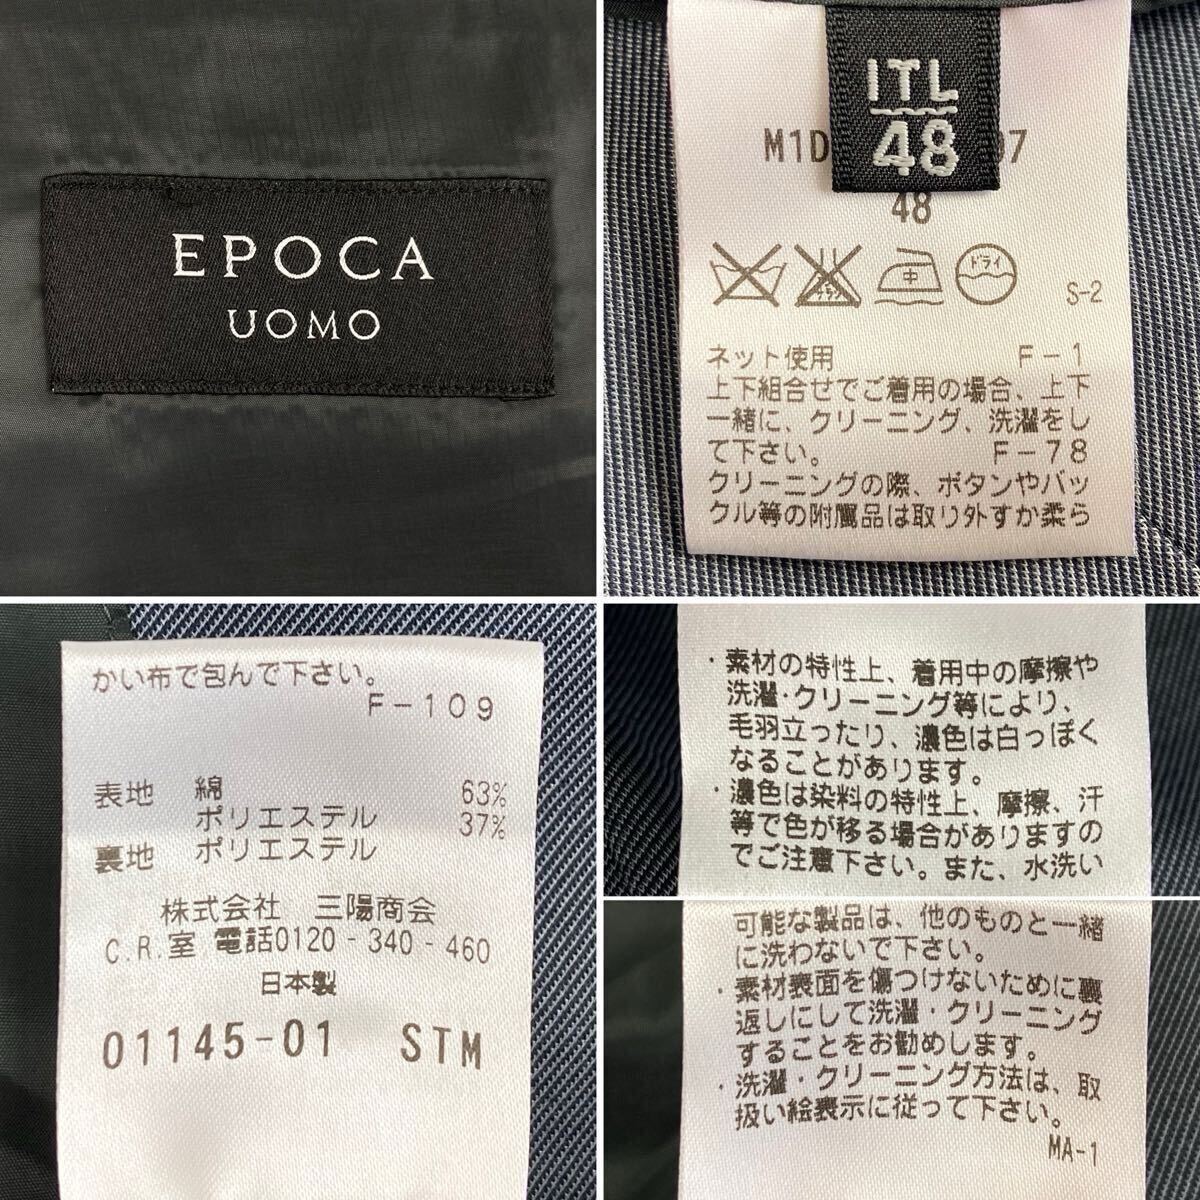 EPOCA
UOMO
ITL
48
M1D
07
48
エンソ
サラシ
中
ドライ
S-2
ネット使用 F-1
上下組合せでご着用の場合、上下
一緒に、クリーニング、洗濯をし
て下さい。 F-78
クリーニングの際、ボタンやバッ
クル等の附属品は取り外すか柔ら
かい布で包んで下さい。
F-109
表地 綿 63%
ポリエステル 37%
裏地 ポリエステル
株式会社 三陽商会
C.R.室 電話0120-340-460
日本製
01145-01 STM
・素材の特性上、着用中の摩擦や
洗濯・クリーニング等により、
毛羽立ったり、濃色は白っぽく
なることがあります。
・濃色は染料の特性上、摩擦、汗
等で色が移る場合がありますの
でご注意下さい。また、水洗い
可能な製品は、他のものと一緒
に洗わないで下さい。
・素材表面を傷つけないために裏
返しにして洗濯・クリーニング
することをお勧めします。
・洗濯・クリーニング方法は、取
扱い絵表示に従って下さい。
MA-1